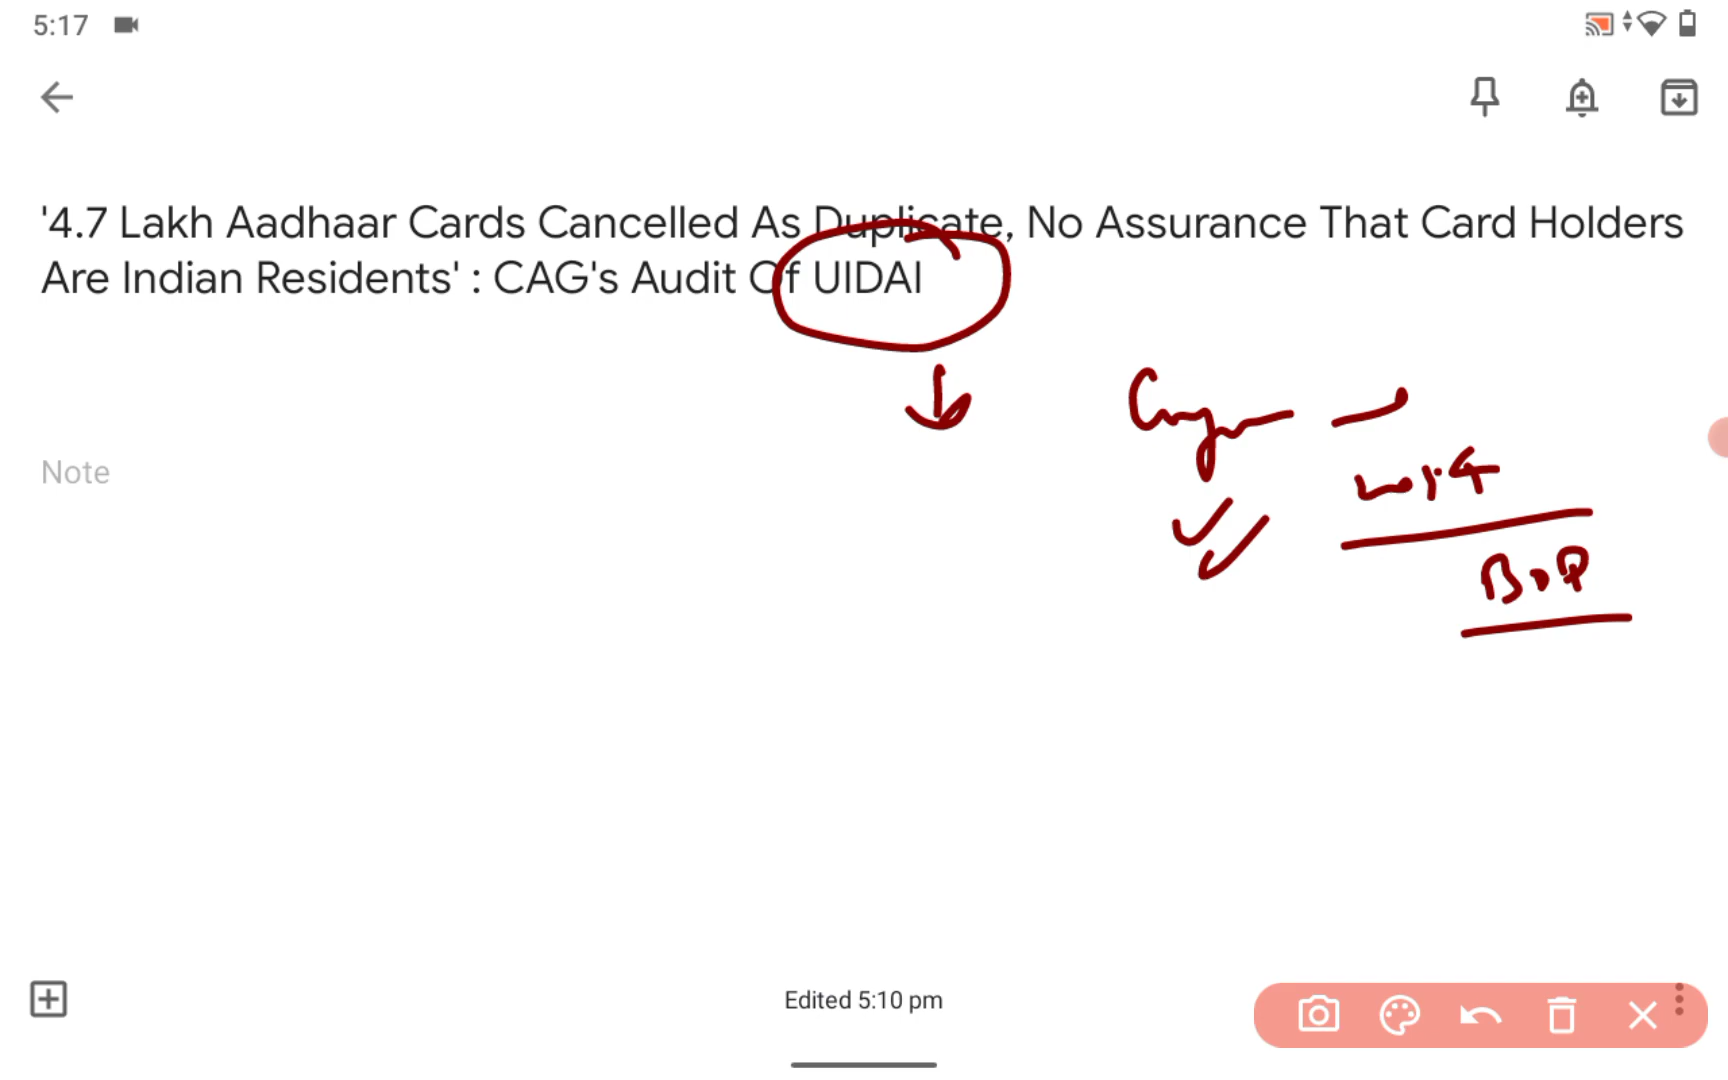 5:17
'4.7 Lakh Aadhaar Cards Cancelled As Duplicate, No Assurance That Card Holders
Are Indian Residents' : CAG's Audit Of UIDAI
Note
BoP
Edited 5:10 pm